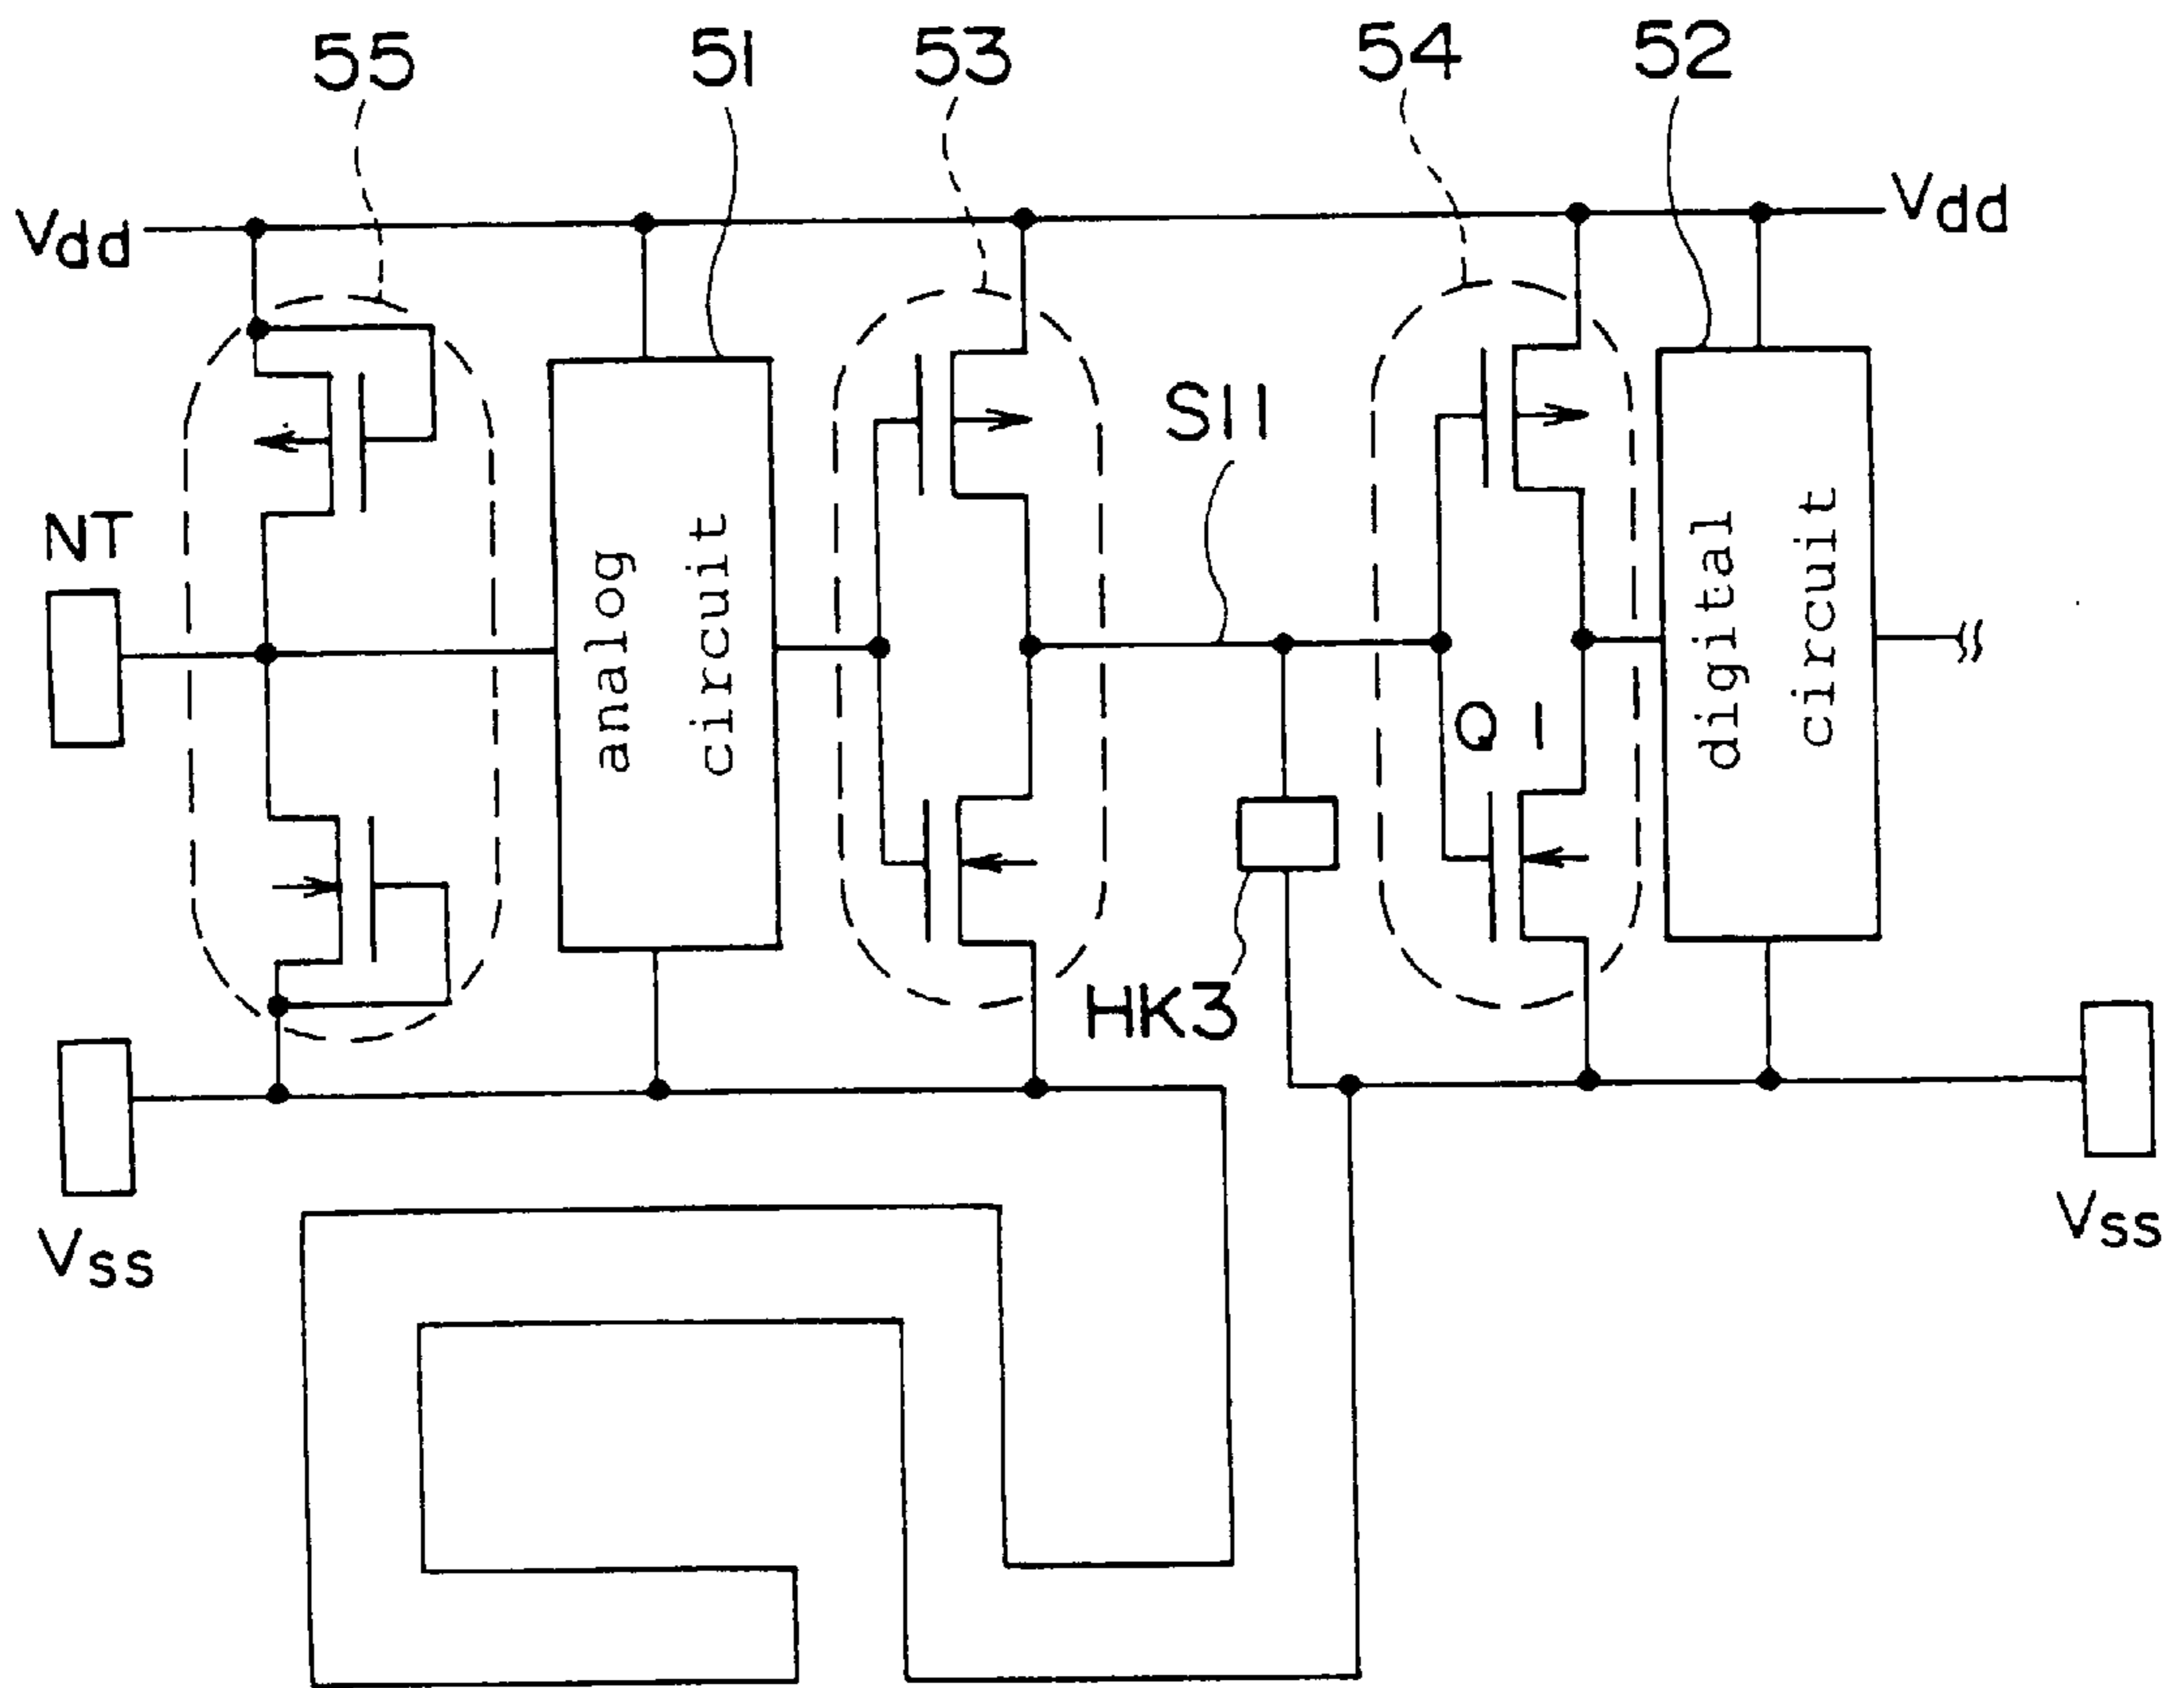 55
51
53
54
52
Vdd
Vdd
S11
NT
analog
circuit
digital
circuit
Q1
HK3
Vss
Vss